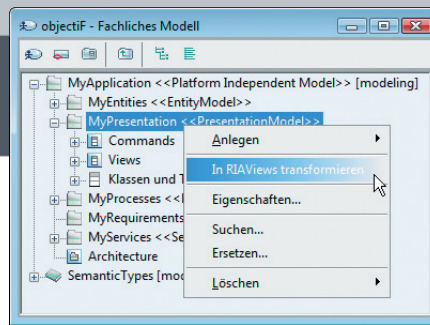 objectiF - Fachliches Modell
MyApplication <<Platform Independent Model>> [modeling]
MyEntities <<EntityModel>>
MyPresentation <<PresentationModel>>
Commands
Views
Klassen und T
MyProcesses <<
MyRequirements
MyServices <<Se
Architecture
SemanticTypes [mod
Anlegen
In RIAViews transformieren
Eigenschaften...
Suchen...
Ersetzen...
Löschen